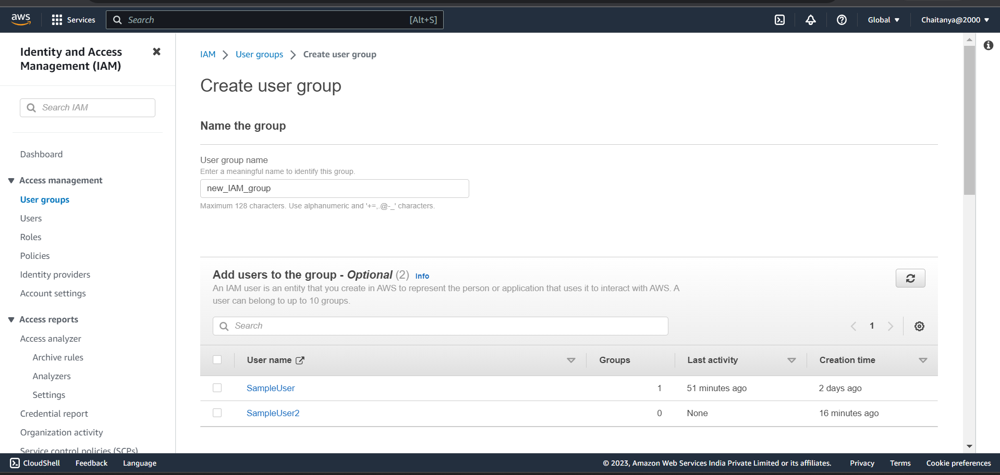 aws
Services
Search
[Alt+S]
Global
Chaitanya@2000
Identity and Access
Management (IAM)
Search IAM
Dashboard
Access management
User groups
Users
Roles
Policies
Identity providers
Account settings
Access reports
Access analyzer
Archive rules
Analyzers
Settings
Credential report
Organization activity
Service control policies (SCPs)
IAM
User groups
Create user group
Create user group
Name the group
User group name
Enter a meaningful name to identify this group.
new_IAM_group
Maximum 128 characters. Use alphanumeric and '+=,.@-_' characters.
Add users to the group - Optional (2) Info
An IAM user is an entity that you create in AWS to represent the person or application that uses it to interact with AWS. A
user can belong to up to 10 groups.
Search
1
User name Groups Last activity Creation time
SampleUser 1 51 minutes ago 2 days ago
SampleUser2 0 None 16 minutes ago
CloudShell Feedback Language
© 2023, Amazon Web Services India Private Limited or its affiliates. Privacy Terms Cookie preferences